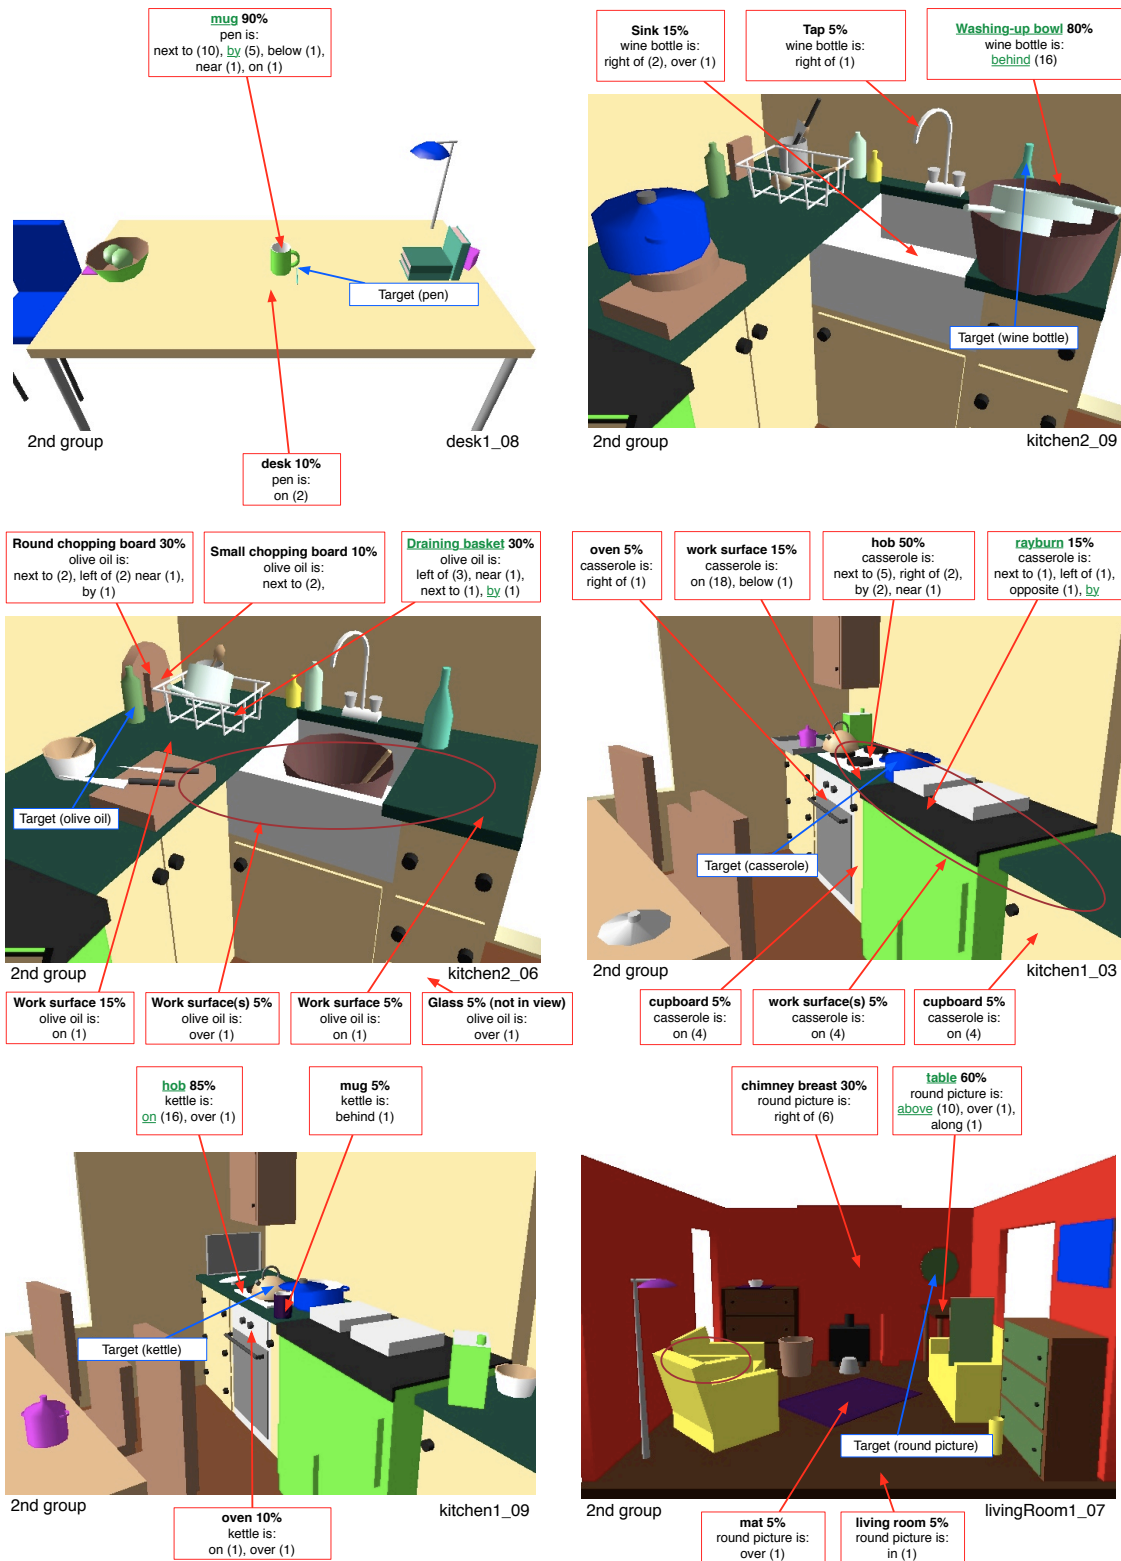 mug 90%
pen is:
next to (10), by (5), below (1),
near (1), on (1)
Target (pen)
2nd group
desk1_08
desk 10%
pen is:
on (2)
Sink 15%
wine bottle is:
right of (2), over (1)
Tap 5%
wine bottle is:
right of (1)
Washing-up bowl 80%
wine bottle is:
behind (16)
Target (wine bottle)
2nd group
kitchen2_09
Round chopping board 30%
olive oil is:
next to (2), left of (2) near (1),
by (1)
Small chopping board 10%
olive oil is:
next to (2),
Draining basket 30%
olive oil is:
left of (3), near (1),
next to (1), by (1)
Target (olive oil)
2nd group
kitchen2_06
Work surface 15%
olive oil is:
on (1)
Work surface(s) 5%
olive oil is:
over (1)
Work surface 5%
olive oil is:
on (1)
Glass 5% (not in view)
olive oil is:
over (1)
oven 5%
casserole is:
right of (1)
work surface 15%
casserole is:
on (18), below (1)
hob 50%
casserole is:
next to (5), right of (2),
by (2), near (1)
rayburn 15%
casserole is:
next to (1), left of (1),
opposite (1), by
Target (casserole)
2nd group
kitchen1_03
cupboard 5%
casserole is:
on (4)
work surface(s) 5%
casserole is:
on (4)
cupboard 5%
casserole is:
on (4)
hob 85%
kettle is:
on (16), over (1)
mug 5%
kettle is:
behind (1)
Target (kettle)
2nd group
kitchen1_09
oven 10%
kettle is:
on (1), over (1)
chimney breast 30%
round picture is:
right of (6)
table 60%
round picture is:
above (10), over (1),
along (1)
Target (round picture)
2nd group
livingRoom1_07
mat 5%
round picture is:
over (1)
living room 5%
round picture is:
in (1)